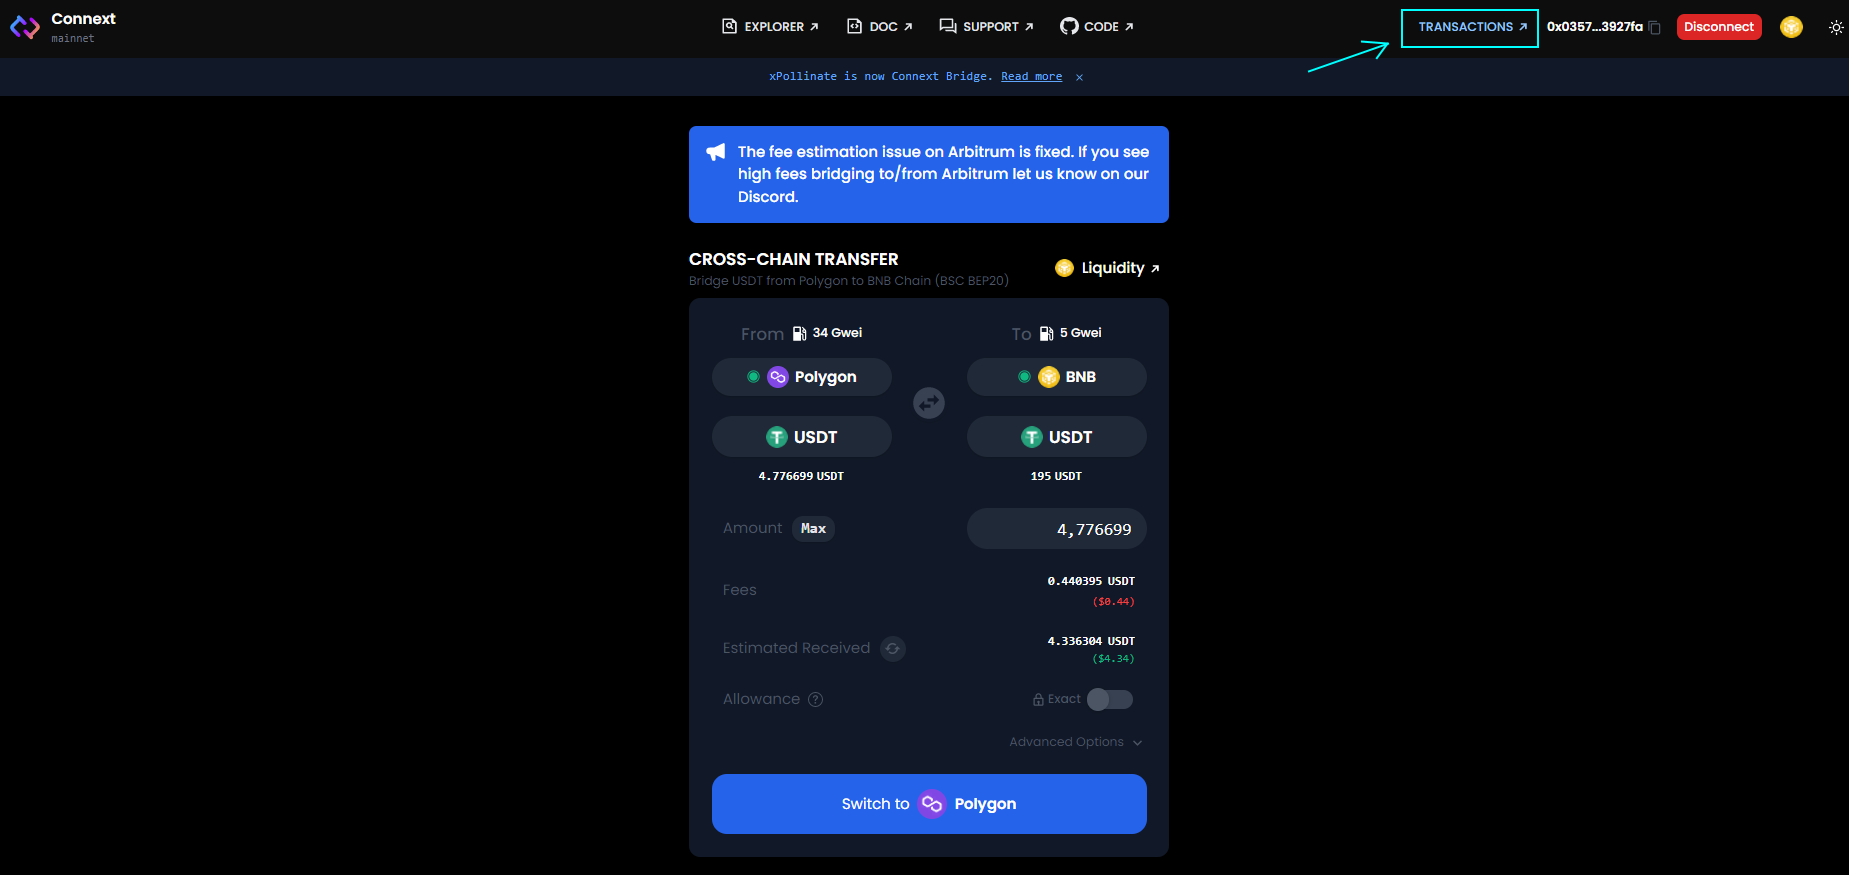 Connext
mainnet
EXPLORER
DOC
SUPPORT
CODE
TRANSACTIONS
0x0357...3927fa
Disconnect
xPollinate is now Connext Bridge. Read more ×
The fee estimation issue on Arbitrum is fixed. If you see
high fees bridging to/from Arbitrum let us know on our
Discord.
CROSS-CHAIN TRANSFER
Bridge USDT from Polygon to BNB Chain (BSC BEP20)
Liquidity
From 34 Gwei
To 5 Gwei
Polygon
BNB
USDT
USDT
4.776699 USDT
195 USDT
Amount Max
4,776699
Fees
0.440395 USDT
($0.44)
Estimated Received
4.336304 USDT
($4.34)
Allowance ?
Exact
Advanced Options
Switch to Polygon